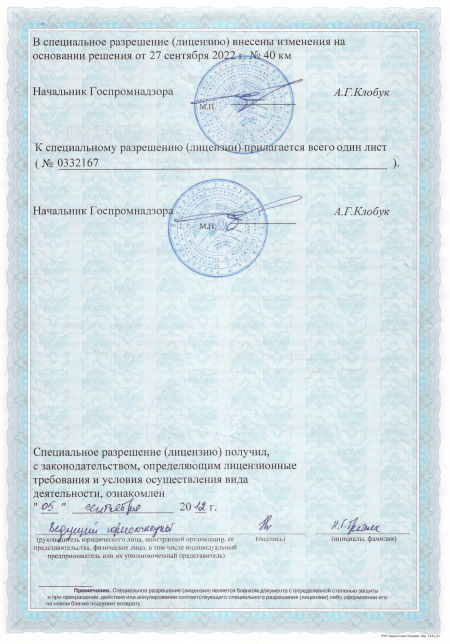 В специальное разрешение (лицензию) внесены изменения на
основании решения от 27 сентября 2022 г. № 40 км
Начальник Госпромнадзора
М.П.
А.Г.Клобук
К специальному разрешению (лицензии) прилагается всего один лист
( № 0332167 ).
Начальник Госпромнадзора
М.П.
А.Г.Клобук
Специальное разрешение (лицензию) получил,
с законодательством, определяющим лицензионные
требования и условия осуществления вида
деятельности, ознакомлен
" 05 " сентября 2012 г.
Ведущий юрисконсульт
(руководитель юридического лица, иностранной организации, ее
представительства, физическое лицо, в том числе индивидуальный
предприниматель или их уполномоченный представитель)
(подпись)
(инициалы, фамилия)
Примечание. Специальное разрешение (лицензия) является бланком документа с определенной степенью защиты
и при прекращении действия или аннулировании соответствующего специального разрешения (лицензии) либо оформлении его
на новом бланке подлежит возврату.